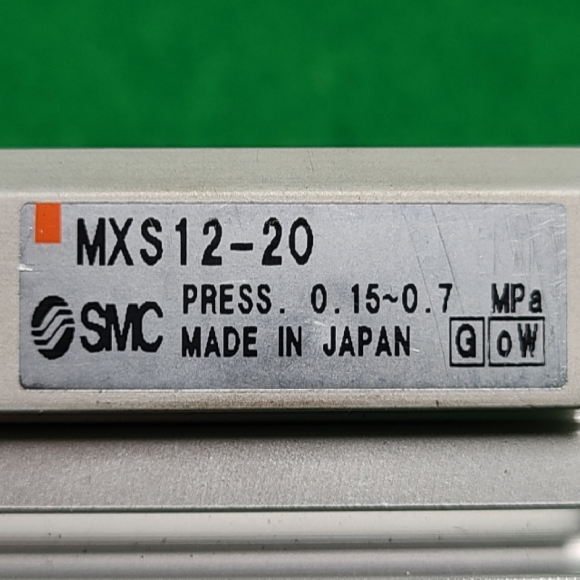 MXS12-20
SMC PRESS. 0.15~0.7 MPa
MADE IN JAPAN G oW